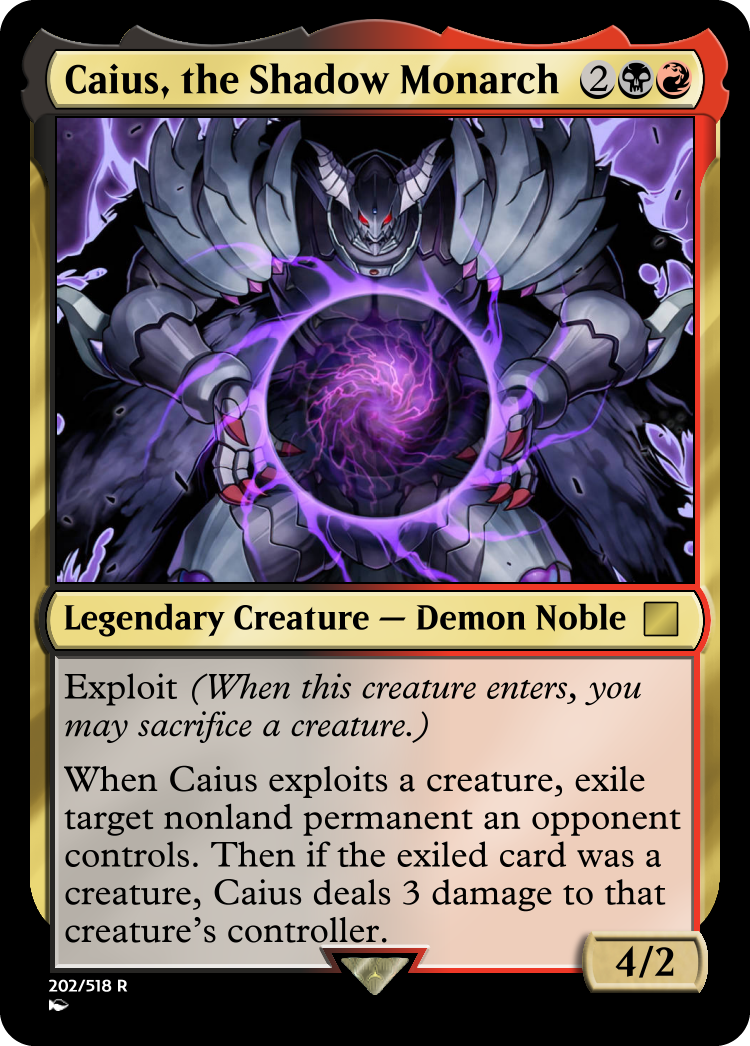 Caius, the Shadow Monarch 2
Legendary Creature — Demon Noble
Exploit (When this creature enters, you
may sacrifice a creature.)
When Caius exploits a creature, exile
target nonland permanent an opponent
controls. Then if the exiled card was a
creature, Caius deals 3 damage to that
creature's controller.
4/2
202/518 R